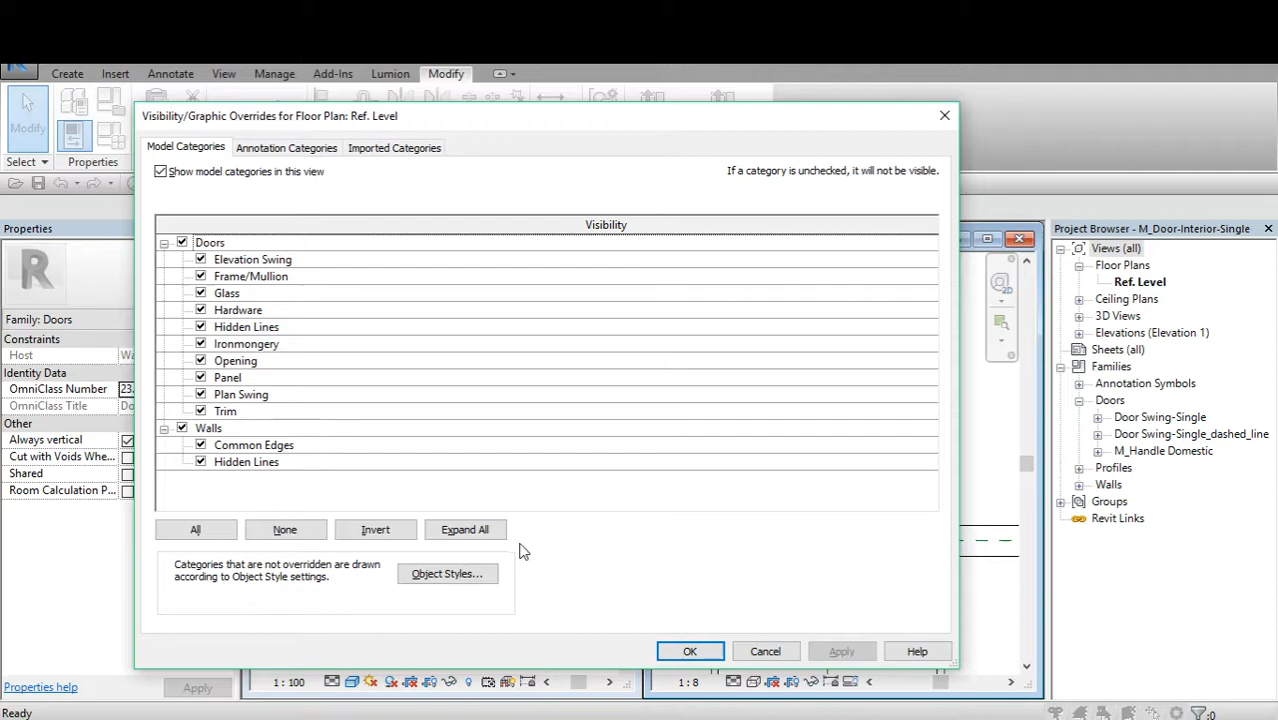 Create Insert Annotate View Manage Add-Ins Lumion Modify
Modify
Select Properties
Visibility/Graphic Overrides for Floor Plan: Ref. Level
Model Categories Annotation Categories Imported Categories
Show model categories in this view
If a category is unchecked, it will not be visible.
Visibility
Doors
Elevation Swing
Frame/Mullion
Glass
Hardware
Hidden Lines
Ironmongery
Opening
Panel
Plan Swing
Trim
Walls
Common Edges
Hidden Lines
All None Invert Expand All
Categories that are not overridden are drawn
according to Object Style settings.
Object Styles...
OK Cancel Apply Help
Properties
Family: Doors
Constraints
Host Wa
Identity Data
OmniClass Number 23.
OmniClass Title Do
Other
Always vertical
Cut with Voids Whe...
Shared
Room Calculation P...
Properties help
Apply
1 : 100
1 : 8
2D
Project Browser - M_Door-Interior-Single
Views (all)
Floor Plans
Ref. Level
Ceiling Plans
3D Views
Elevations (Elevation 1)
Sheets (all)
Families
Annotation Symbols
Doors
Door Swing-Single
Door Swing-Single_dashed_line
M_Handle Domestic
Profiles
Walls
Groups
Revit Links
Ready
:0